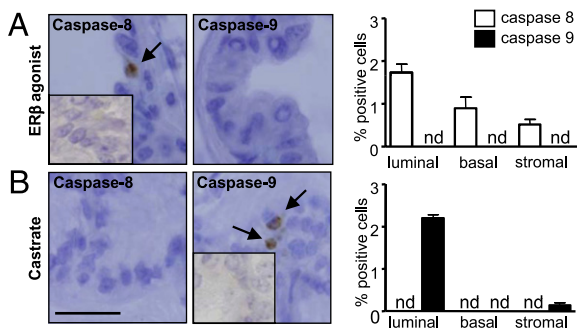 A
Caspase-8
Caspase-9
ERβ agonist
caspase 8
caspase 9
% positive cells
3
2
1
0
nd
nd
nd
luminal
basal
stromal
B
Caspase-8
Caspase-9
Castrate
% positive cells
3
2
1
0
nd
nd
nd
nd
luminal
basal
stromal